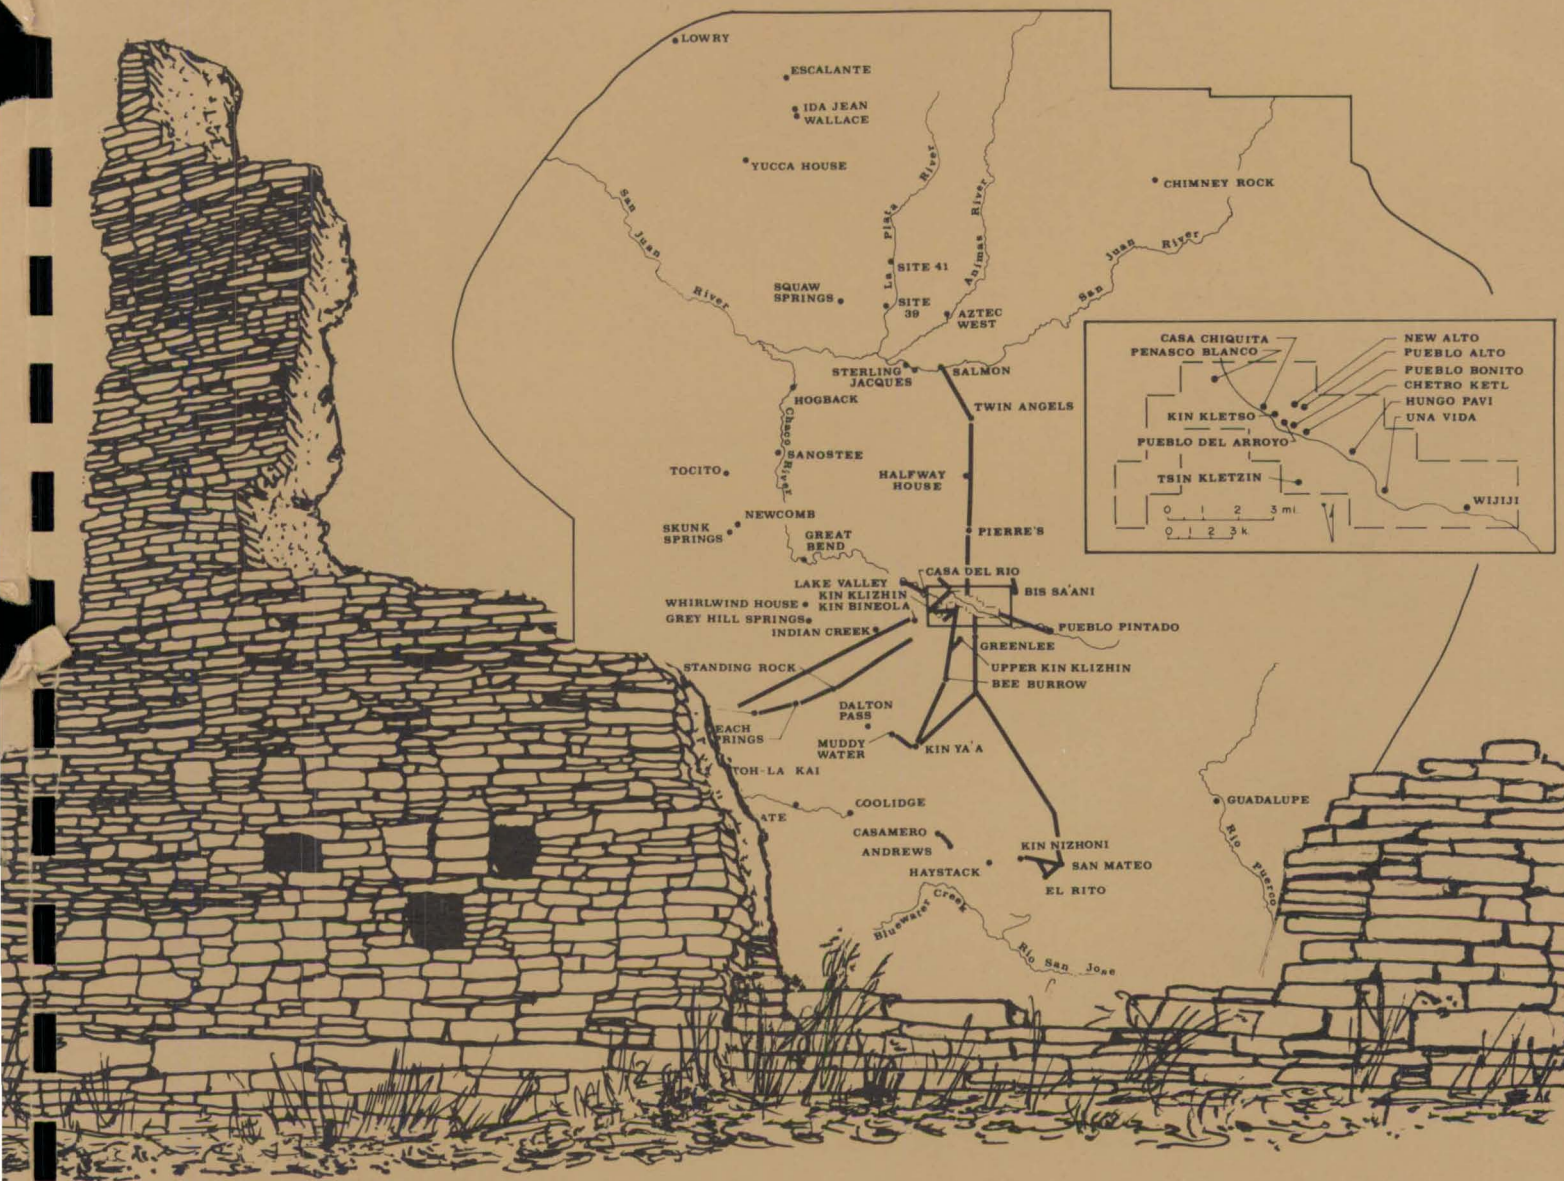 LOWRY
ESCALANTE
IDA JEAN
WALLACE
YUCCA HOUSE
CHIMNEY ROCK
San Juan River
La Plata River
Animas River
San Juan River
SITE 41
SQUAW
SPRINGS
SITE
39
AZTEC
WEST
STERLING
JACQUES
SALMON
HOGBACK
TWIN ANGELS
Chaco River
SANOSTEE
TOCITO
HALFWAY
HOUSE
NEWCOMB
SKUNK
SPRINGS
GREAT
BEND
PIERRE'S
CASA DEL RIO
LAKE VALLEY
KIN KLIZHIN
KIN BINEOLA
BIS SA'ANI
WHIRLWIND HOUSE
GREY HILL SPRINGS
INDIAN CREEK
PUEBLO PINTADO
GREENLEE
STANDING ROCK
UPPER KIN KLIZHIN
BEE BURROW
DALTON
PASS
EACH
PRINGS
MUDDY
WATER
KIN YA'A
TOH-LA KAI
ATE
COOLIDGE
GUADALUPE
CASAMERO
ANDREWS
KIN NIZHONI
HAYSTACK
SAN MATEO
EL RITO
Rio Puerco
Bluewater Creek
Rio San Jose
CASA CHIQUITA
PENASCO BLANCO
NEW ALTO
PUEBLO ALTO
PUEBLO BONITO
CHETRO KETL
HUNGO PAVI
UNA VIDA
KIN KLETSO
PUEBLO DEL ARROYO
TSIN KLETZIN
WIJIJI
0 1 2 3 mi.
0 1 2 3 k.